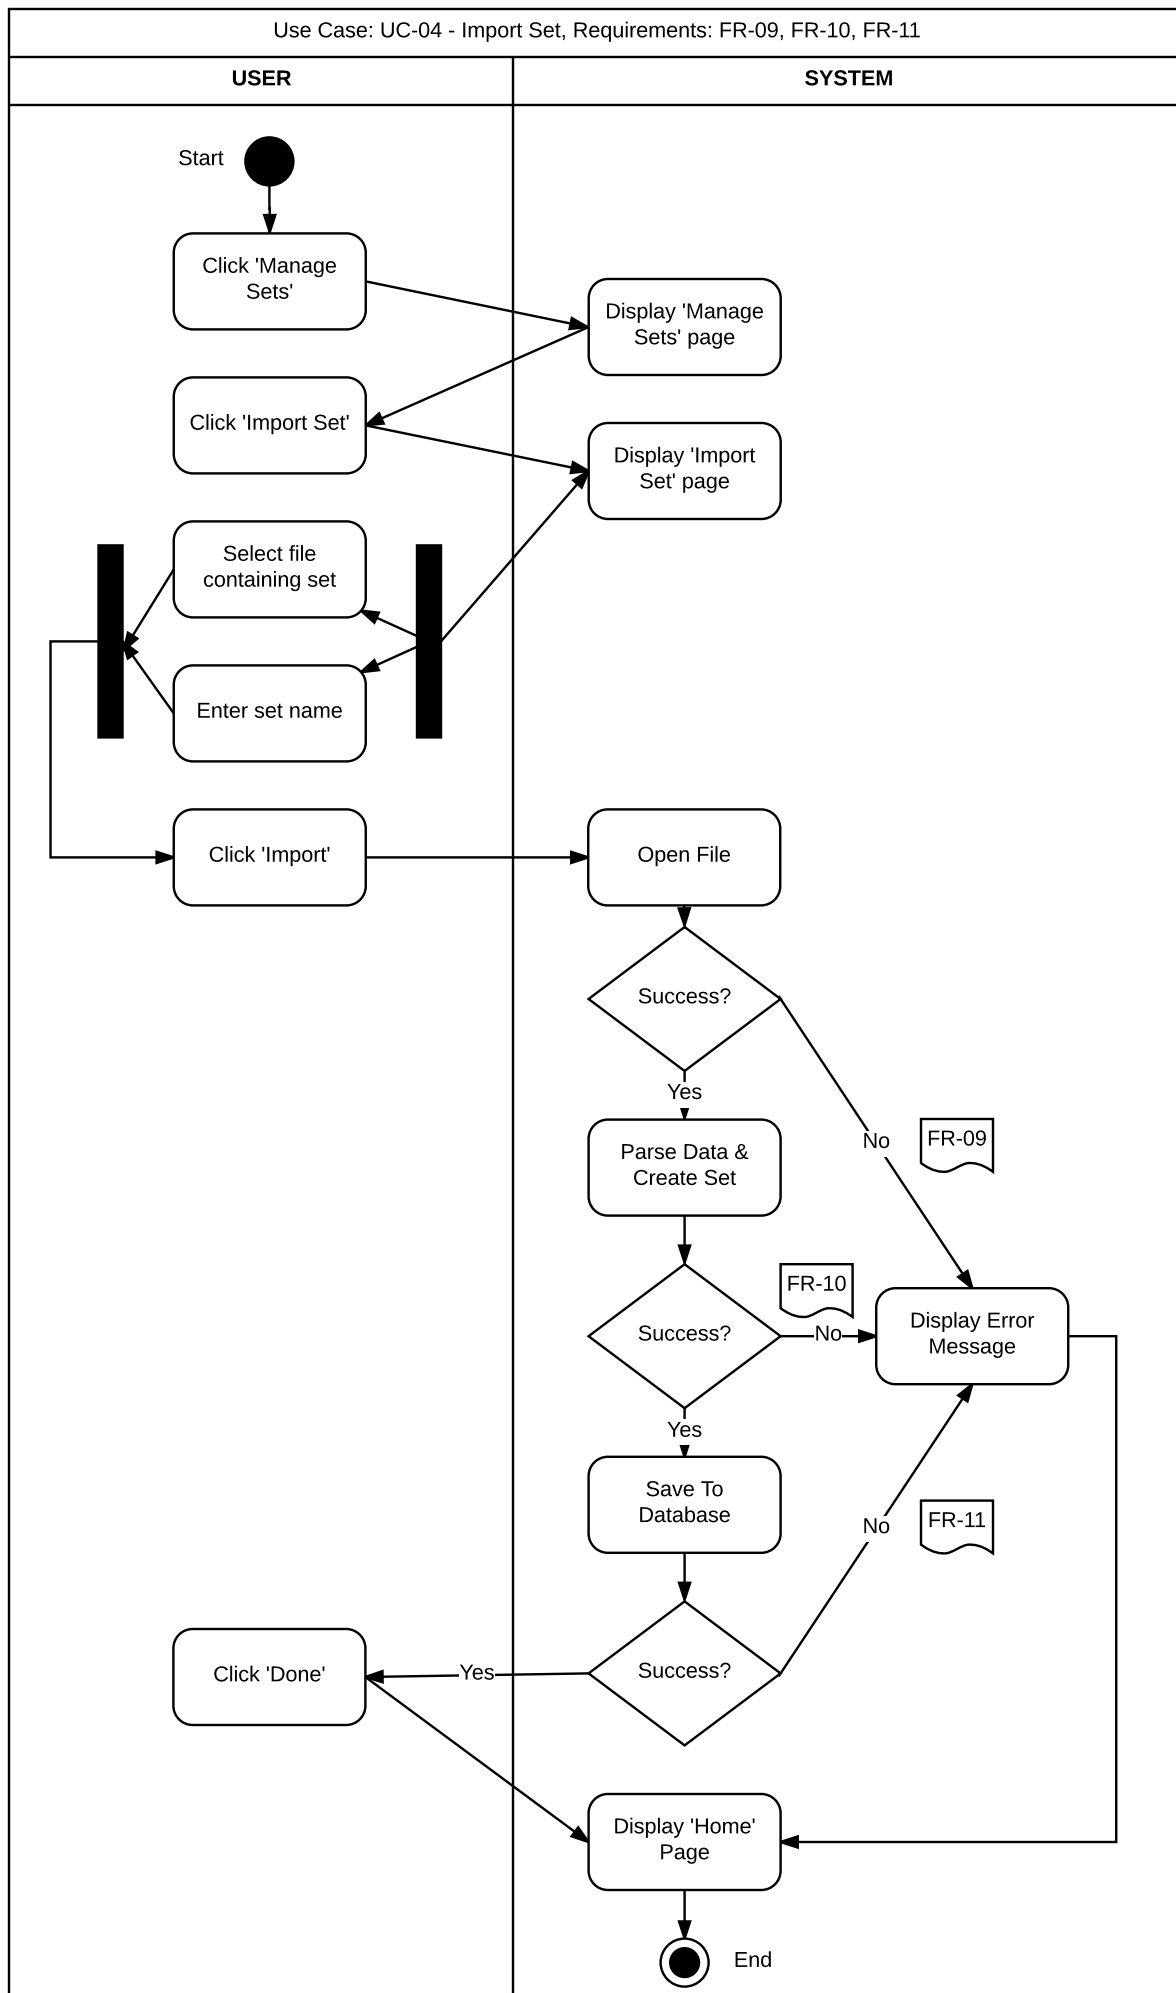 Use Case: UC-04 - Import Set, Requirements: FR-09, FR-10, FR-11
USER
SYSTEM
Start
Click 'Manage
Sets'
Display 'Manage
Sets' page
Click 'Import Set'
Display 'Import
Set' page
Select file
containing set
Enter set name
Click 'Import'
Open File
Success?
Yes
No
FR-09
Parse Data &
Create Set
FR-10
Success?
No
Display Error
Message
Yes
Save To
Database
No
FR-11
Success?
Yes
Click 'Done'
Display 'Home'
Page
End